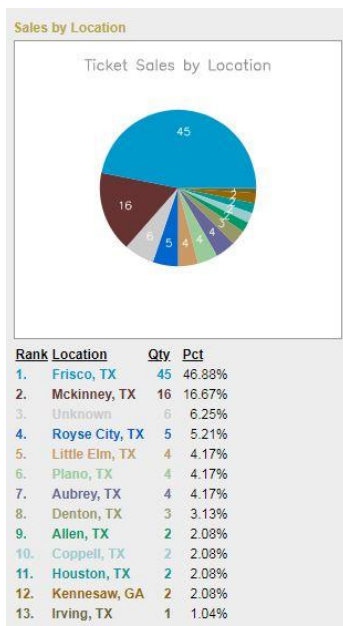 Sales by Location
Ticket Sales by Location
45
16
6
5
4
4
4
3
2
2
2
2
Rank Location Qty Pct
1. Frisco, TX 45 46.88%
2. Mckinney, TX 16 16.67%
3. Unknown 6 6.25%
4. Royse City, TX 5 5.21%
5. Little Elm, TX 4 4.17%
6. Plano, TX 4 4.17%
7. Aubrey, TX 4 4.17%
8. Denton, TX 3 3.13%
9. Allen, TX 2 2.08%
10. Coppell, TX 2 2.08%
11. Houston, TX 2 2.08%
12. Kennesaw, GA 2 2.08%
13. Irving, TX 1 1.04%